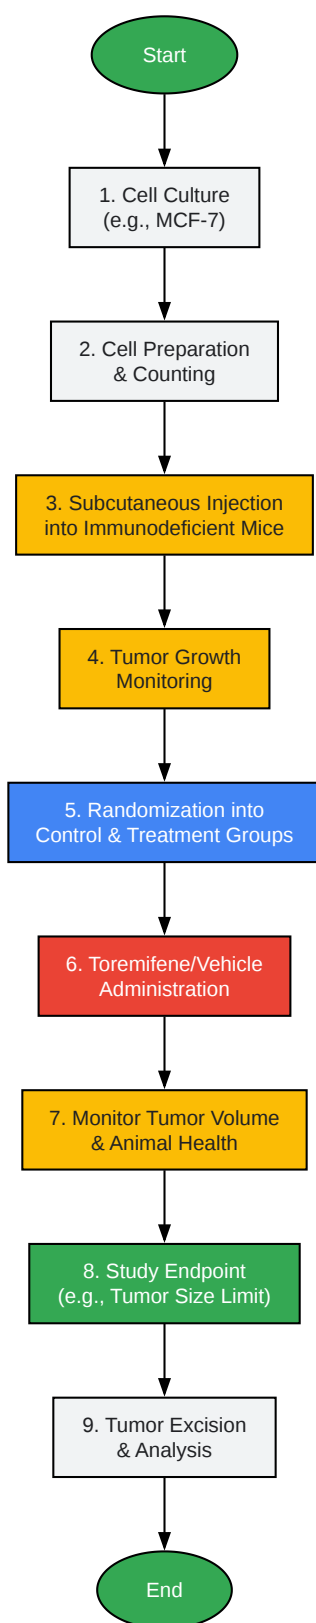 Start
1. Cell Culture
(e.g., MCF-7)
2. Cell Preparation
& Counting
3. Subcutaneous Injection
into Immunodeficient Mice
4. Tumor Growth
Monitoring
5. Randomization into
Control & Treatment Groups
6. Toremifene/Vehicle
Administration
7. Monitor Tumor Volume
& Animal Health
8. Study Endpoint
(e.g., Tumor Size Limit)
9. Tumor Excision
& Analysis
End